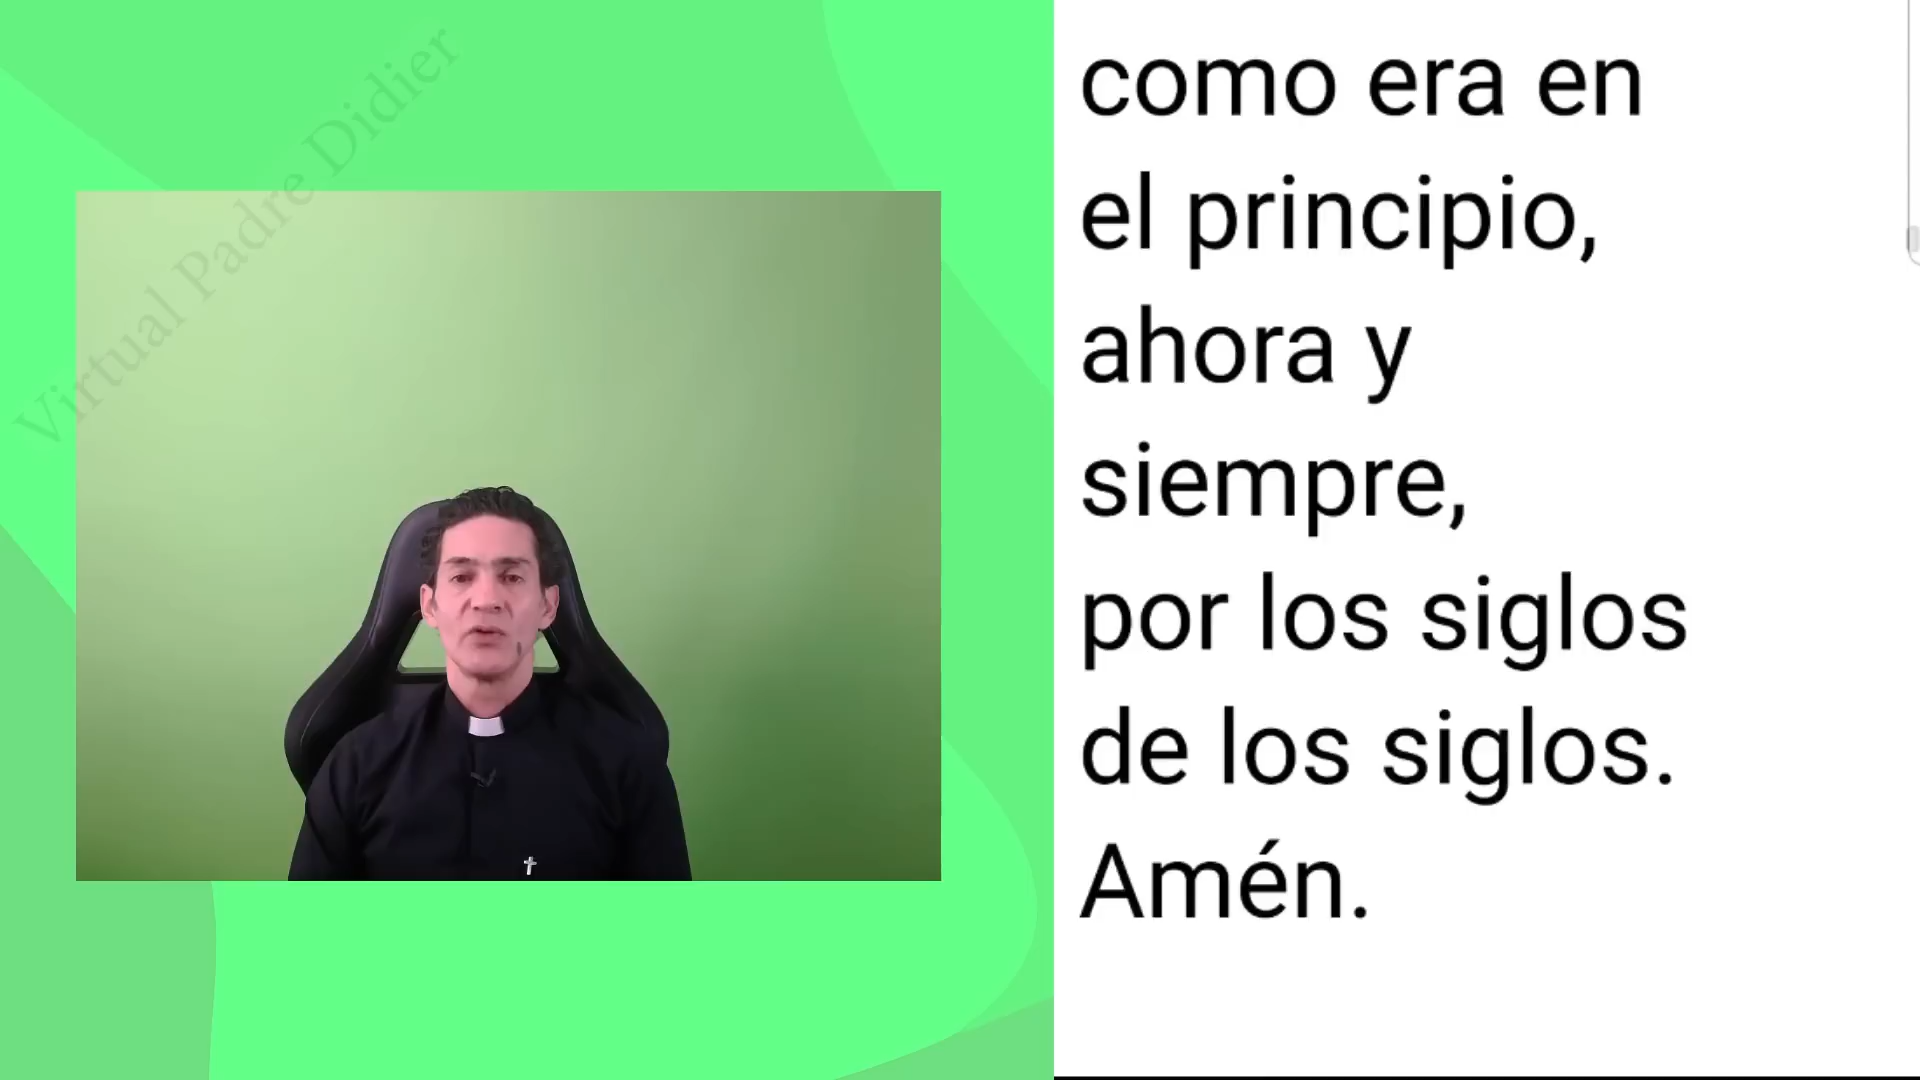 Virtual Padre Didier
como era en
el principio,
ahora y
siempre,
por los siglos
de los siglos.
Amén.